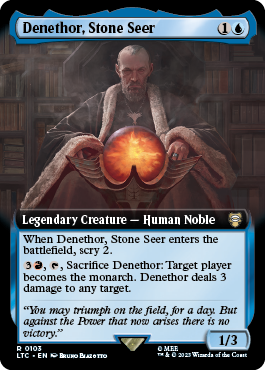 Denethor, Stone Seer 1
Legendary Creature — Human Noble
When Denethor, Stone Seer enters the
battlefield, scry 2.
3, Sacrifice Denethor: Target player
becomes the monarch. Denethor deals 3
damage to any target.
“You may triumph on the field, for a day. But
against the Power that now arises there is no
victory.”
1/3
R 0103 © MEE
LTC • EN Bruno Biazotto ™ & © 2023 Wizards of the Coast